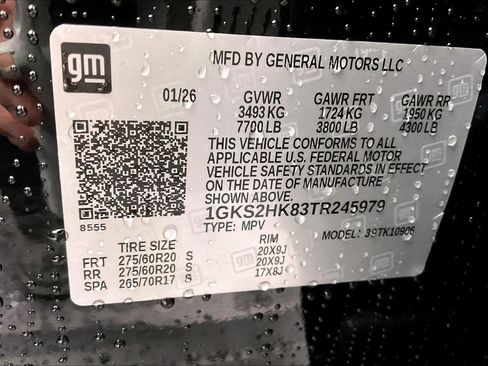 gm
MFD BY GENERAL MOTORS LLC
01/26 GVWR GAWR FRT GAWR RR
3493 KG 1724 KG 1950 KG
7700 LB 3800 LB 4300 LB
THIS VEHICLE CONFORMS TO ALL
APPLICABLE U.S. FEDERAL MOTOR
VEHICLE SAFETY STANDARDS IN EFFECT
ON THE DATE OF MANUFACTURE
SHOWN ABOVE.
1GKS2HK83TR245979
8555
TYPE: MPV MODEL: 39TK10906
TIRE SIZE RIM
FRT 275/60R20 S 20X9J
RR 275/60R20 S 20X9J
SPA 265/70R17 S 17X8J